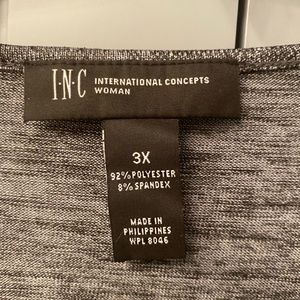 I·N·C INTERNATIONAL CONCEPTS
WOMAN
3X
92% POLYESTER
8% SPANDEX
MADE IN
PHILIPPINES
WPL 8046